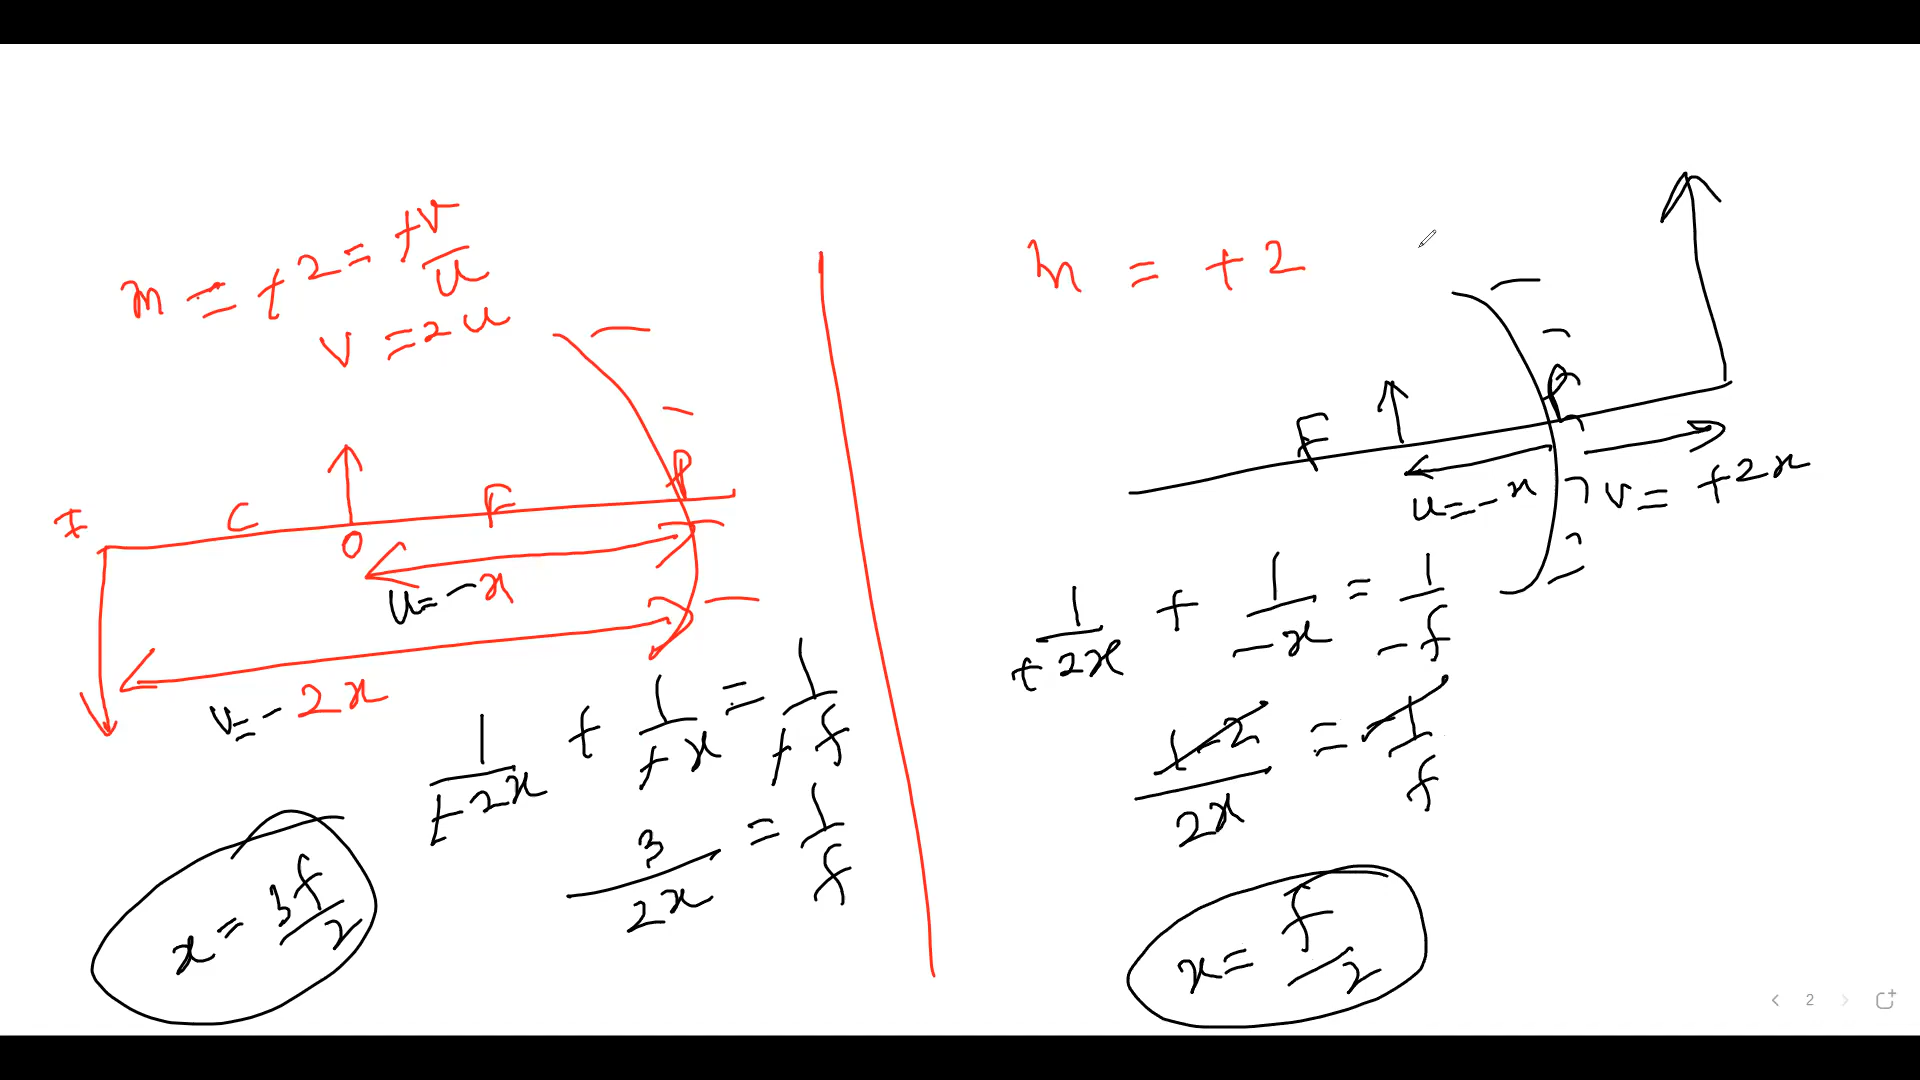 m = +2 = +v/u
v = 2u
I C O F P
u = -x
v = -2x
1/+2x + 1/+x = 1/+f
3/2x = 1/f
x = 3f/2
m = +2
F P
u = -x
v = +2x
1/+2x + 1/-x = 1/-f
1-2/2x = -1/f
x = f/2
2